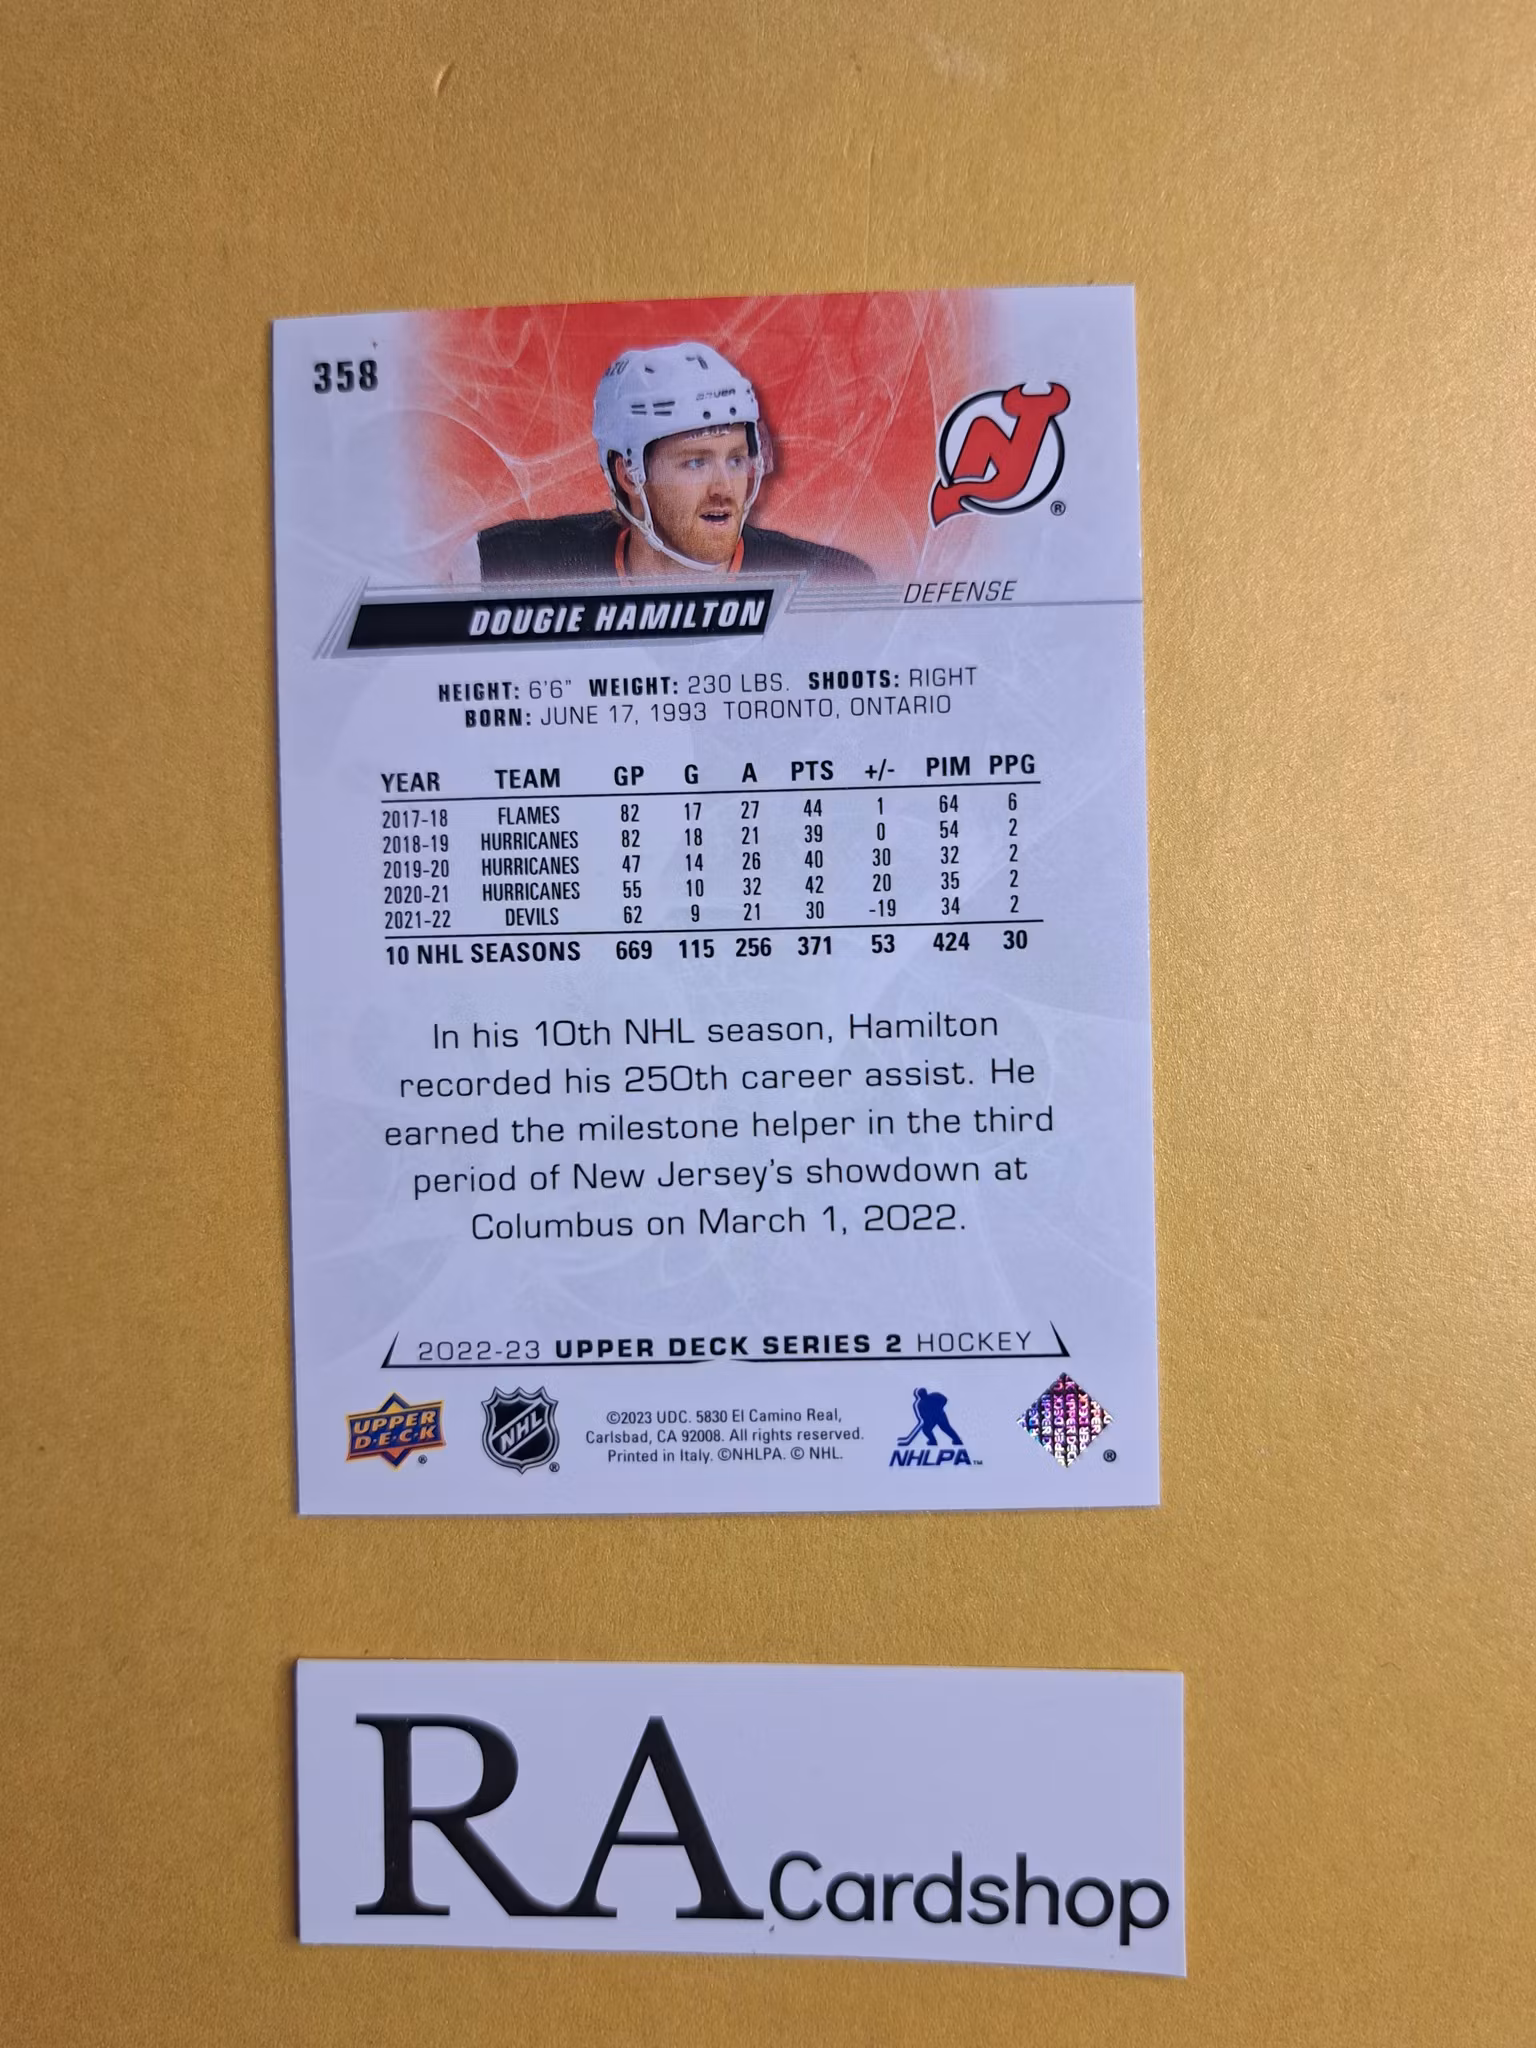 358
BAUER
NJ ®
DEFENSE
DOUGIE HAMILTON
HEIGHT: 6'6" WEIGHT: 230 LBS. SHOOTS: RIGHT
BORN: JUNE 17, 1993 TORONTO, ONTARIO
YEAR TEAM GP G A PTS +/- PIM PPG
2017-18 FLAMES 82 17 27 44 1 64 6
2018-19 HURRICANES 82 18 21 39 0 54 2
2019-20 HURRICANES 47 14 26 40 30 32 2
2020-21 HURRICANES 55 10 32 42 20 35 2
2021-22 DEVILS 62 9 21 30 -19 34 2
10 NHL SEASONS 669 115 256 371 53 424 30
In his 10th NHL season, Hamilton
recorded his 250th career assist. He
earned the milestone helper in the third
period of New Jersey's showdown at
Columbus on March 1, 2022.
2022-23 UPPER DECK SERIES 2 HOCKEY
UPPER
D·E·C·K ®
NHL ®
©2023 UDC. 5830 El Camino Real,
Carlsbad, CA 92008. All rights reserved.
Printed in Italy. ©NHLPA. © NHL.
NHLPA™
UPPER DECK ®
RA Cardshop